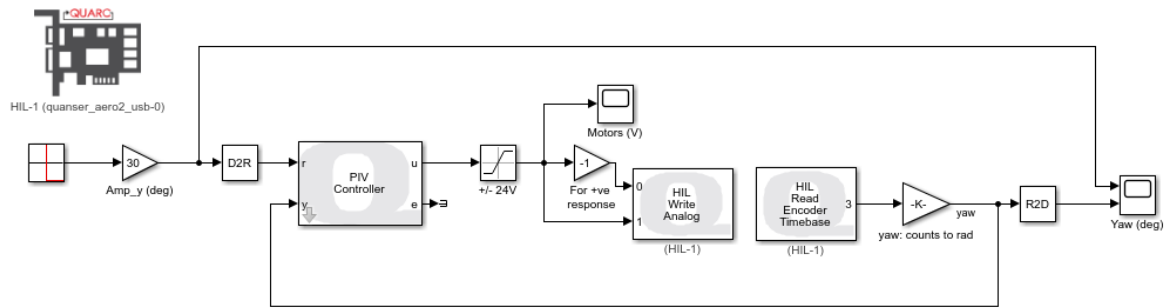 QUARC
HIL-1 (quanser_aero2_usb-0)
30
Amp_y (deg)
D2R
r
y
PIV
Controller
u
e
+/- 24V
Motors (V)
-1
For +ve
response
0
1
HIL
Write
Analog
(HIL-1)
HIL
Read
Encoder
Timebase
3
(HIL-1)
-K-
yaw
yaw: counts to rad
R2D
Yaw (deg)